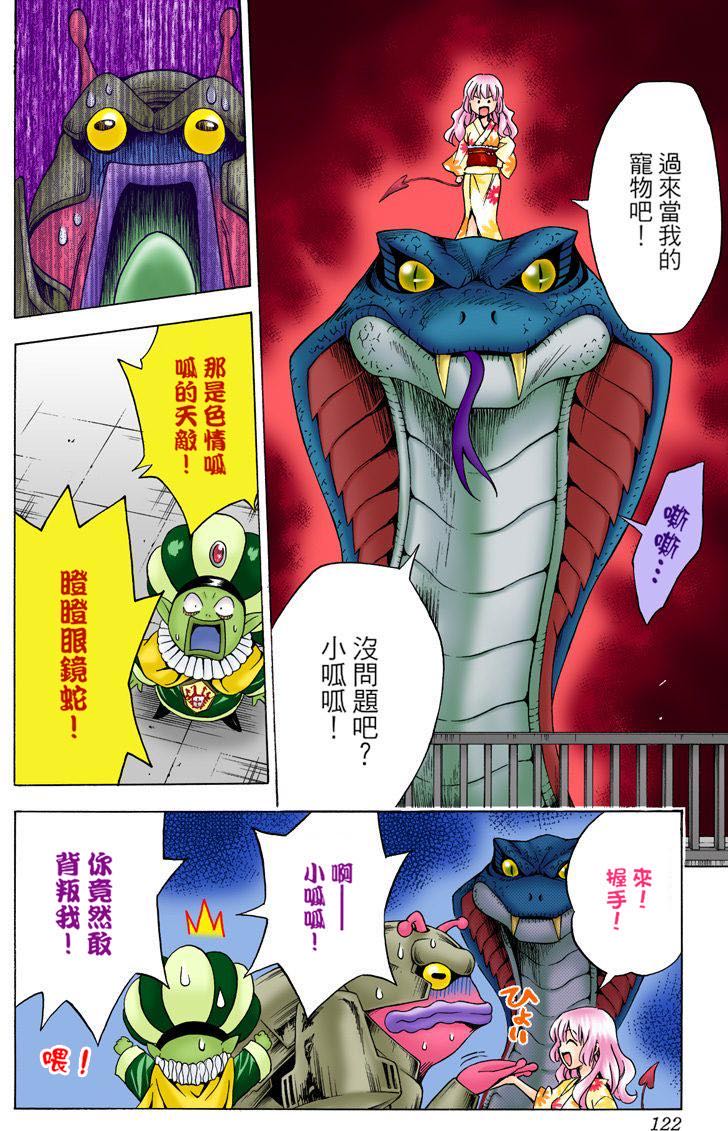 過來當我的
寵物吧！
嘶嘶…
沒問題吧？
小呱呱！
那是色情呱
呱的天敵！
瞪瞪眼鏡蛇！
來！
握手！
ひょい
啊──
小呱呱！
你竟然敢
背叛我！
喂！
122